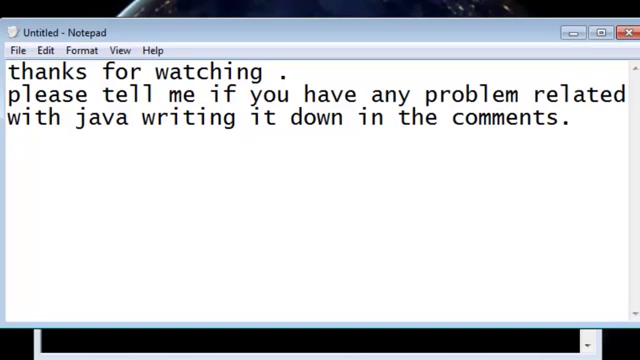 Untitled - Notepad
File Edit Format View Help
thanks for watching .
please tell me if you have any problem related
with java writing it down in the comments.